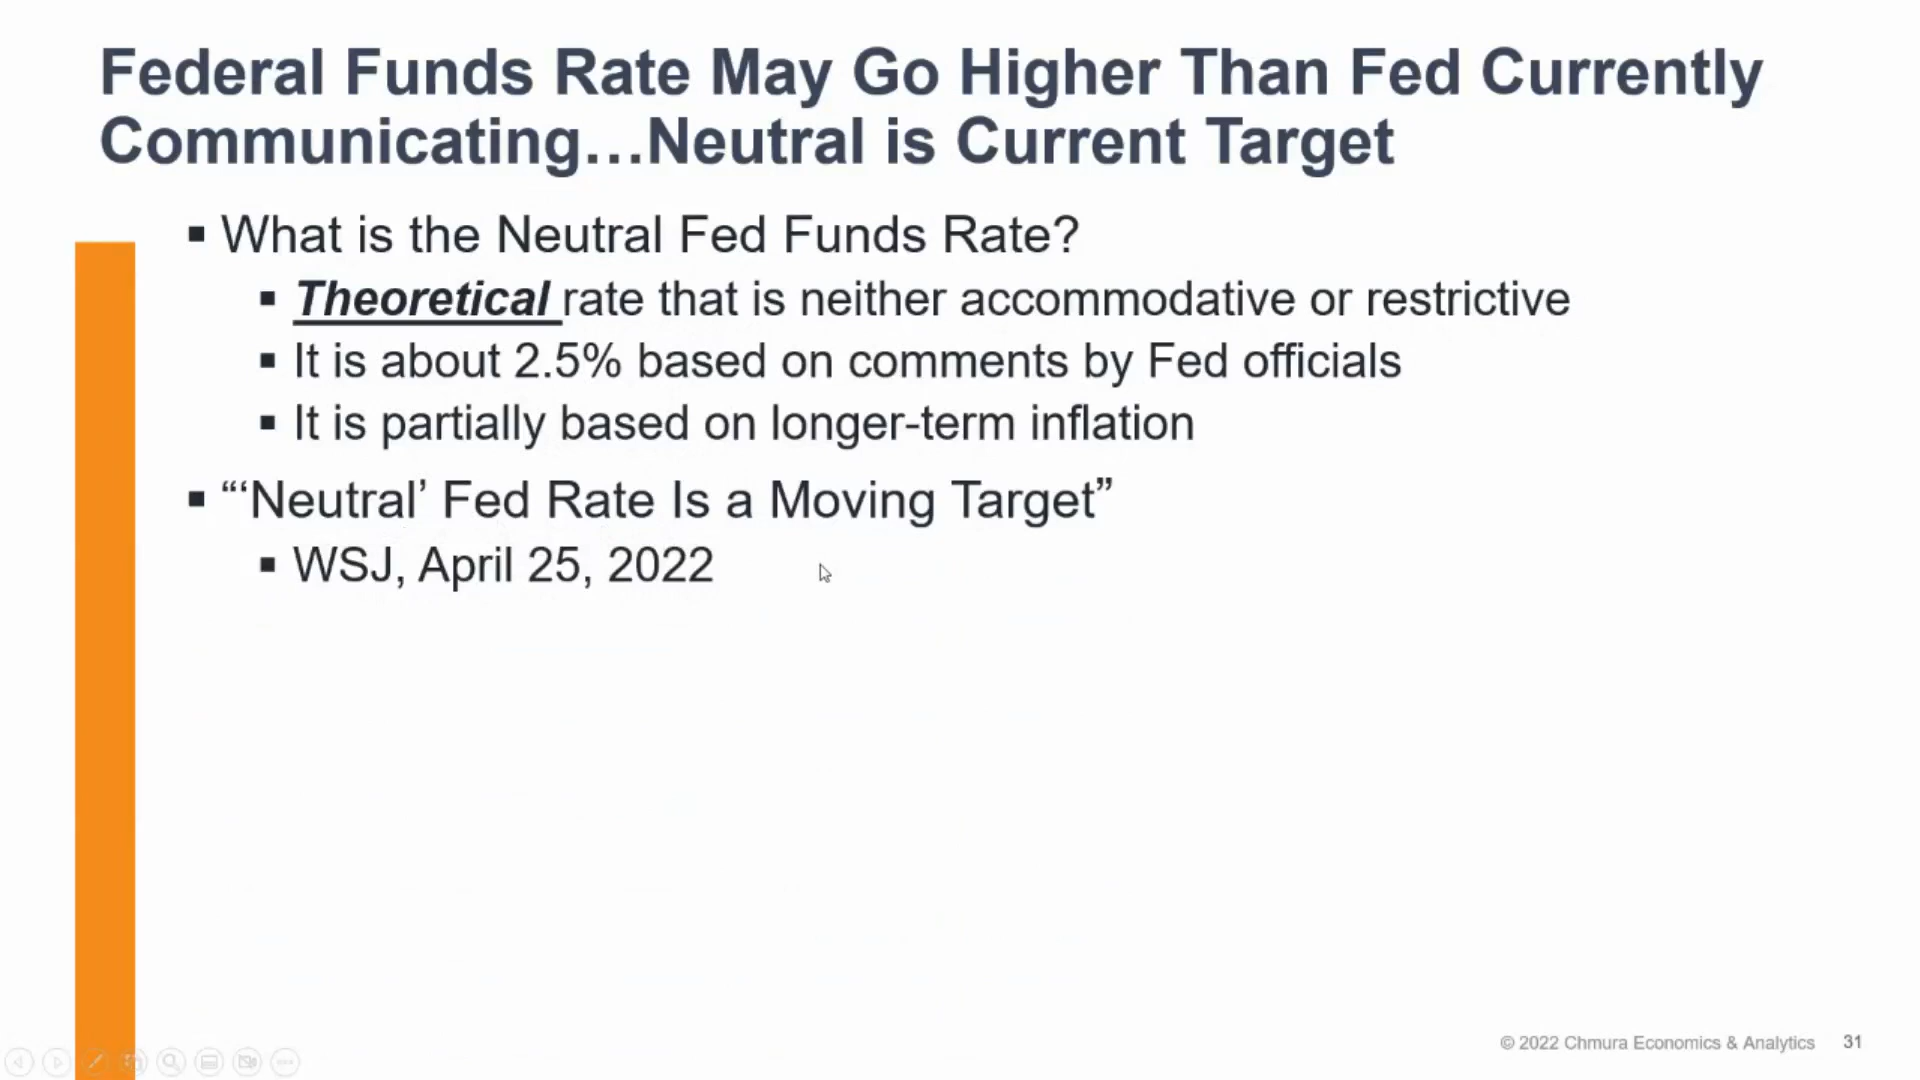 Federal Funds Rate May Go Higher Than Fed Currently
Communicating…Neutral is Current Target
▪ What is the Neutral Fed Funds Rate?
▪ Theoretical rate that is neither accommodative or restrictive
▪ It is about 2.5% based on comments by Fed officials
▪ It is partially based on longer-term inflation
▪ “‘Neutral’ Fed Rate Is a Moving Target”
▪ WSJ, April 25, 2022
© 2022 Chmura Economics & Analytics 31